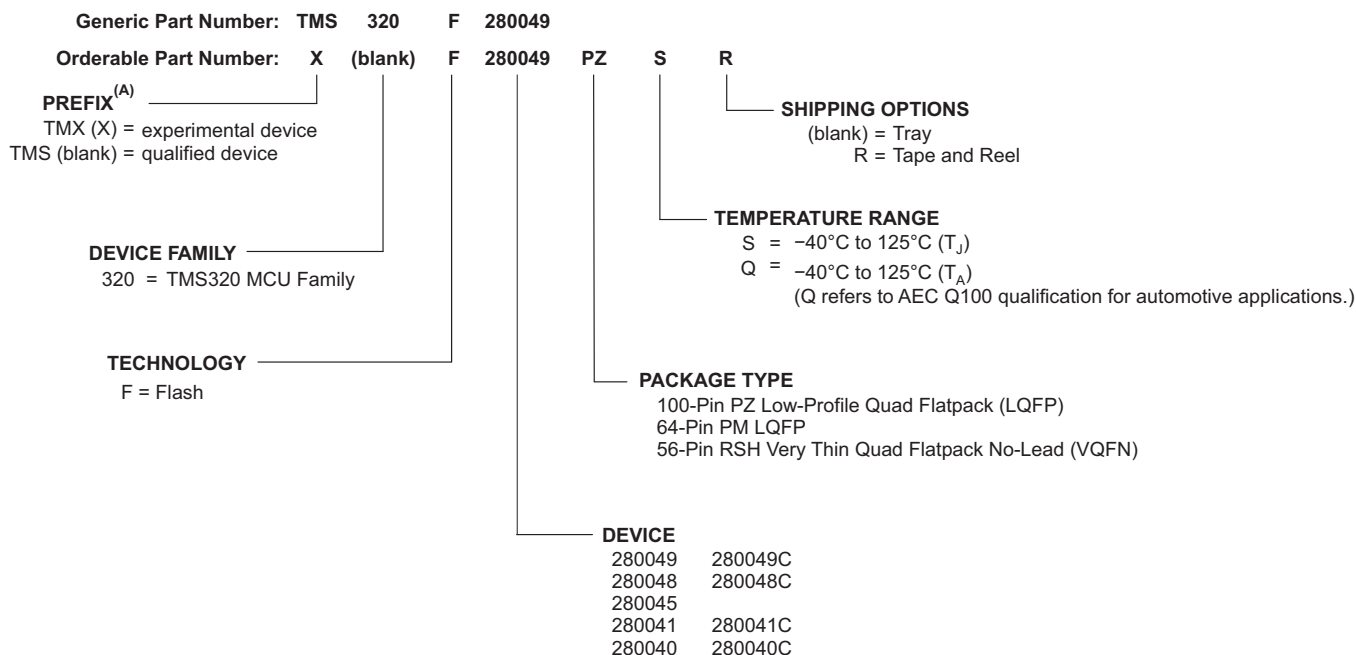 Generic Part Number: TMS 320 F 280049
Orderable Part Number: X (blank) F 280049 PZ S R
PREFIX(A)
TMX (X) = experimental device
TMS (blank) = qualified device
SHIPPING OPTIONS
(blank) = Tray
R = Tape and Reel
TEMPERATURE RANGE
S = −40°C to 125°C (TJ)
Q = −40°C to 125°C (TA)
(Q refers to AEC Q100 qualification for automotive applications.)
DEVICE FAMILY
320 = TMS320 MCU Family
TECHNOLOGY
F = Flash
PACKAGE TYPE
100-Pin PZ Low-Profile Quad Flatpack (LQFP)
64-Pin PM LQFP
56-Pin RSH Very Thin Quad Flatpack No-Lead (VQFN)
DEVICE
280049 280049C
280048 280048C
280045
280041 280041C
280040 280040C